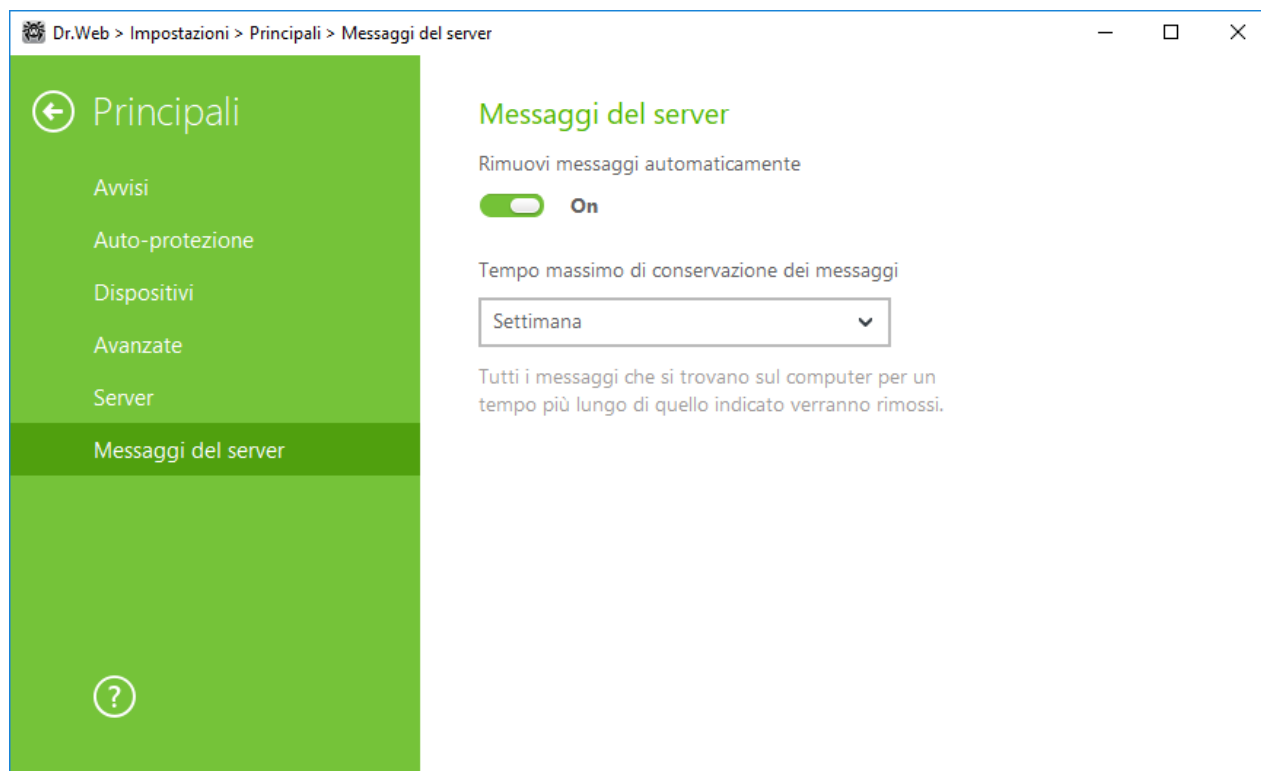 Dr.Web > Impostazioni > Principali > Messaggi del server
Principali
Avvisi
Auto-protezione
Dispositivi
Avanzate
Server
Messaggi del server
?
Messaggi del server
Rimuovi messaggi automaticamente
On
Tempo massimo di conservazione dei messaggi
Settimana
Tutti i messaggi che si trovano sul computer per un
tempo più lungo di quello indicato verranno rimossi.